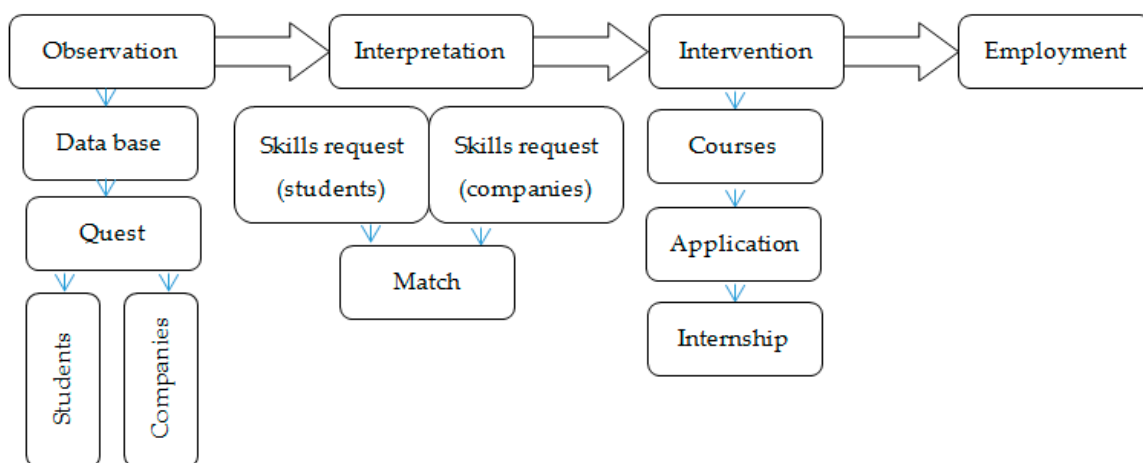 Observation
Interpretation
Intervention
Employment
Data base
Quest
Students
Companies
Skills request
(students)
Skills request
(companies)
Match
Courses
Application
Internship